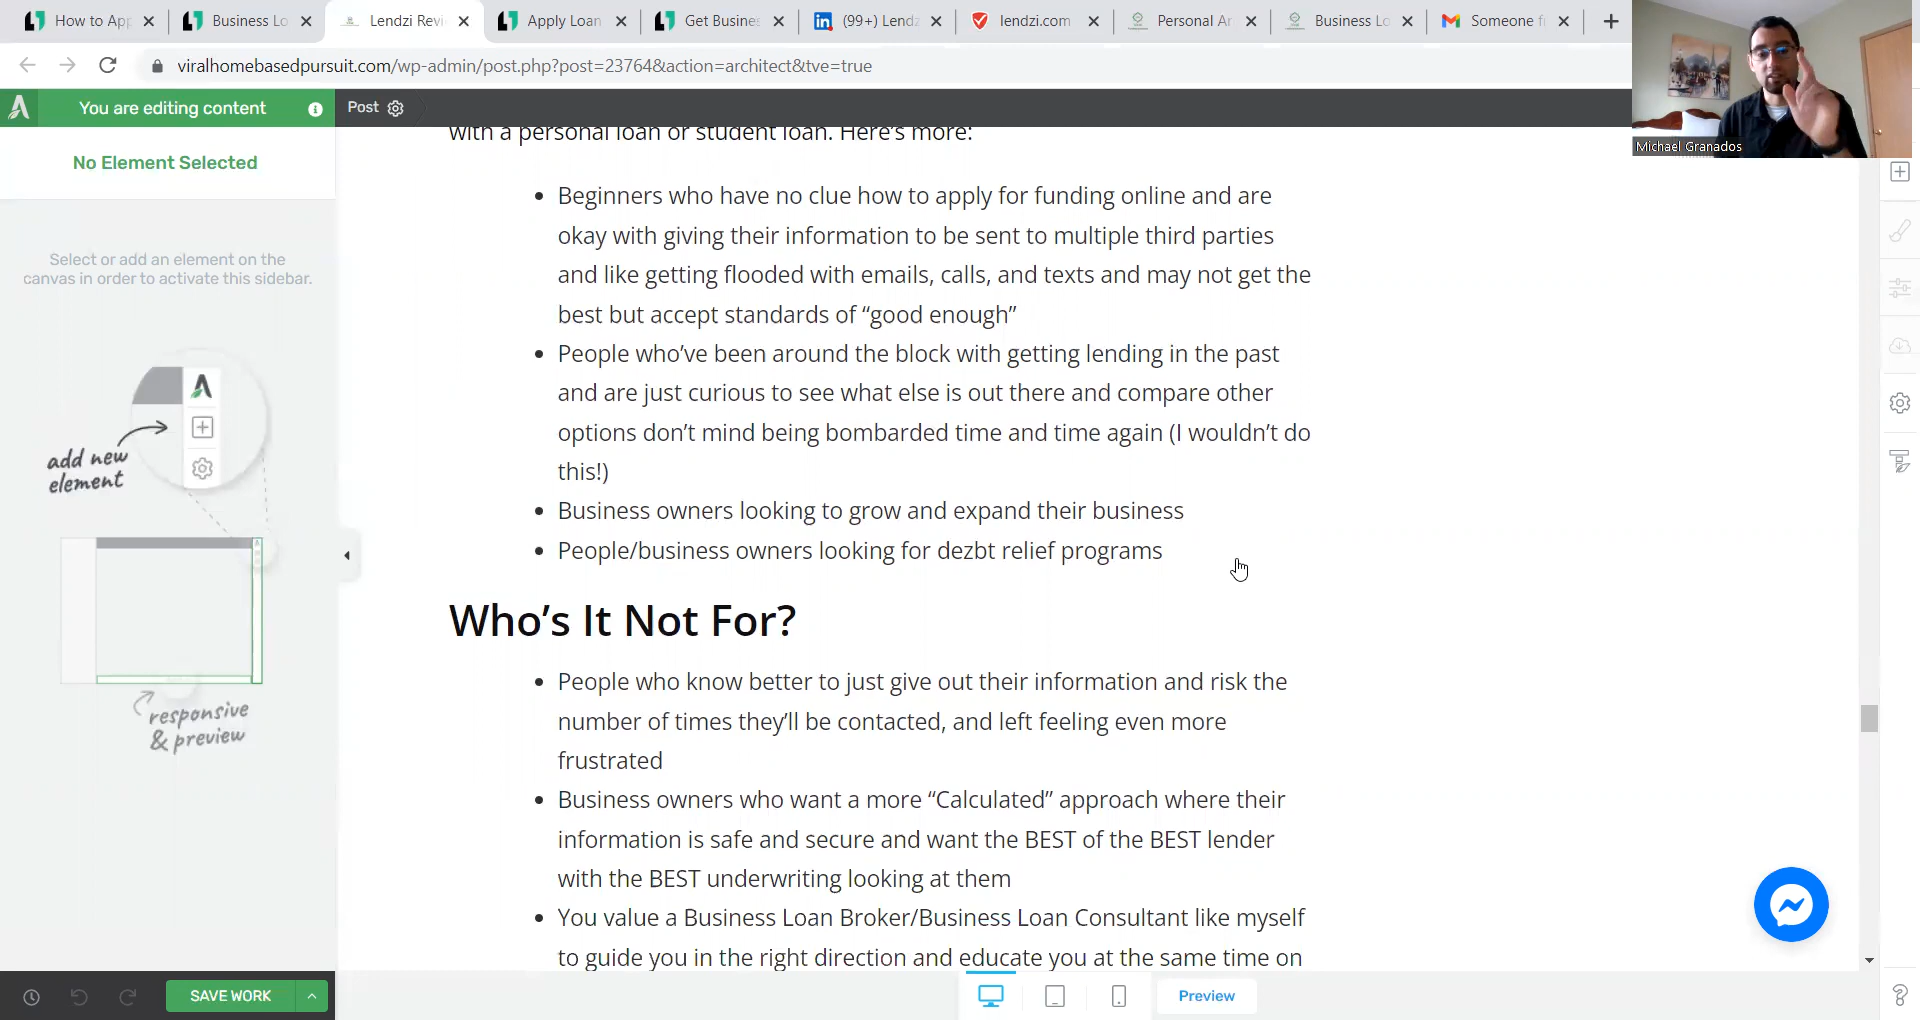 How to App
Business Lo
Lendzi Revi
Apply Loan
Get Busine
(99+) Lendz
lendzi.com
Personal An
Business Lo
Someone fi
viralhomebasedpursuit.com/wp-admin/post.php?post=23764&action=architect&tve=true
You are editing content
Post
No Element Selected
Select or add an element on the
canvas in order to activate this sidebar.
add new
element
responsive
& preview
SAVE WORK
Michael Granados
with a personal loan or student loan. Here’s more:
• Beginners who have no clue how to apply for funding online and are
okay with giving their information to be sent to multiple third parties
and like getting flooded with emails, calls, and texts and may not get the
best but accept standards of “good enough”
• People who’ve been around the block with getting lending in the past
and are just curious to see what else is out there and compare other
options don’t mind being bombarded time and time again (I wouldn’t do
this!)
• Business owners looking to grow and expand their business
• People/business owners looking for dezbt relief programs
Who’s It Not For?
• People who know better to just give out their information and risk the
number of times they’ll be contacted, and left feeling even more
frustrated
• Business owners who want a more “Calculated” approach where their
information is safe and secure and want the BEST of the BEST lender
with the BEST underwriting looking at them
• You value a Business Loan Broker/Business Loan Consultant like myself
to guide you in the right direction and educate you at the same time on
Preview